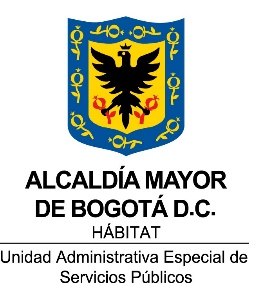 ALCALDÍA MAYOR
DE BOGOTÁ D.C.
HÁBITAT
Unidad Administrativa Especial de
Servicios Públicos